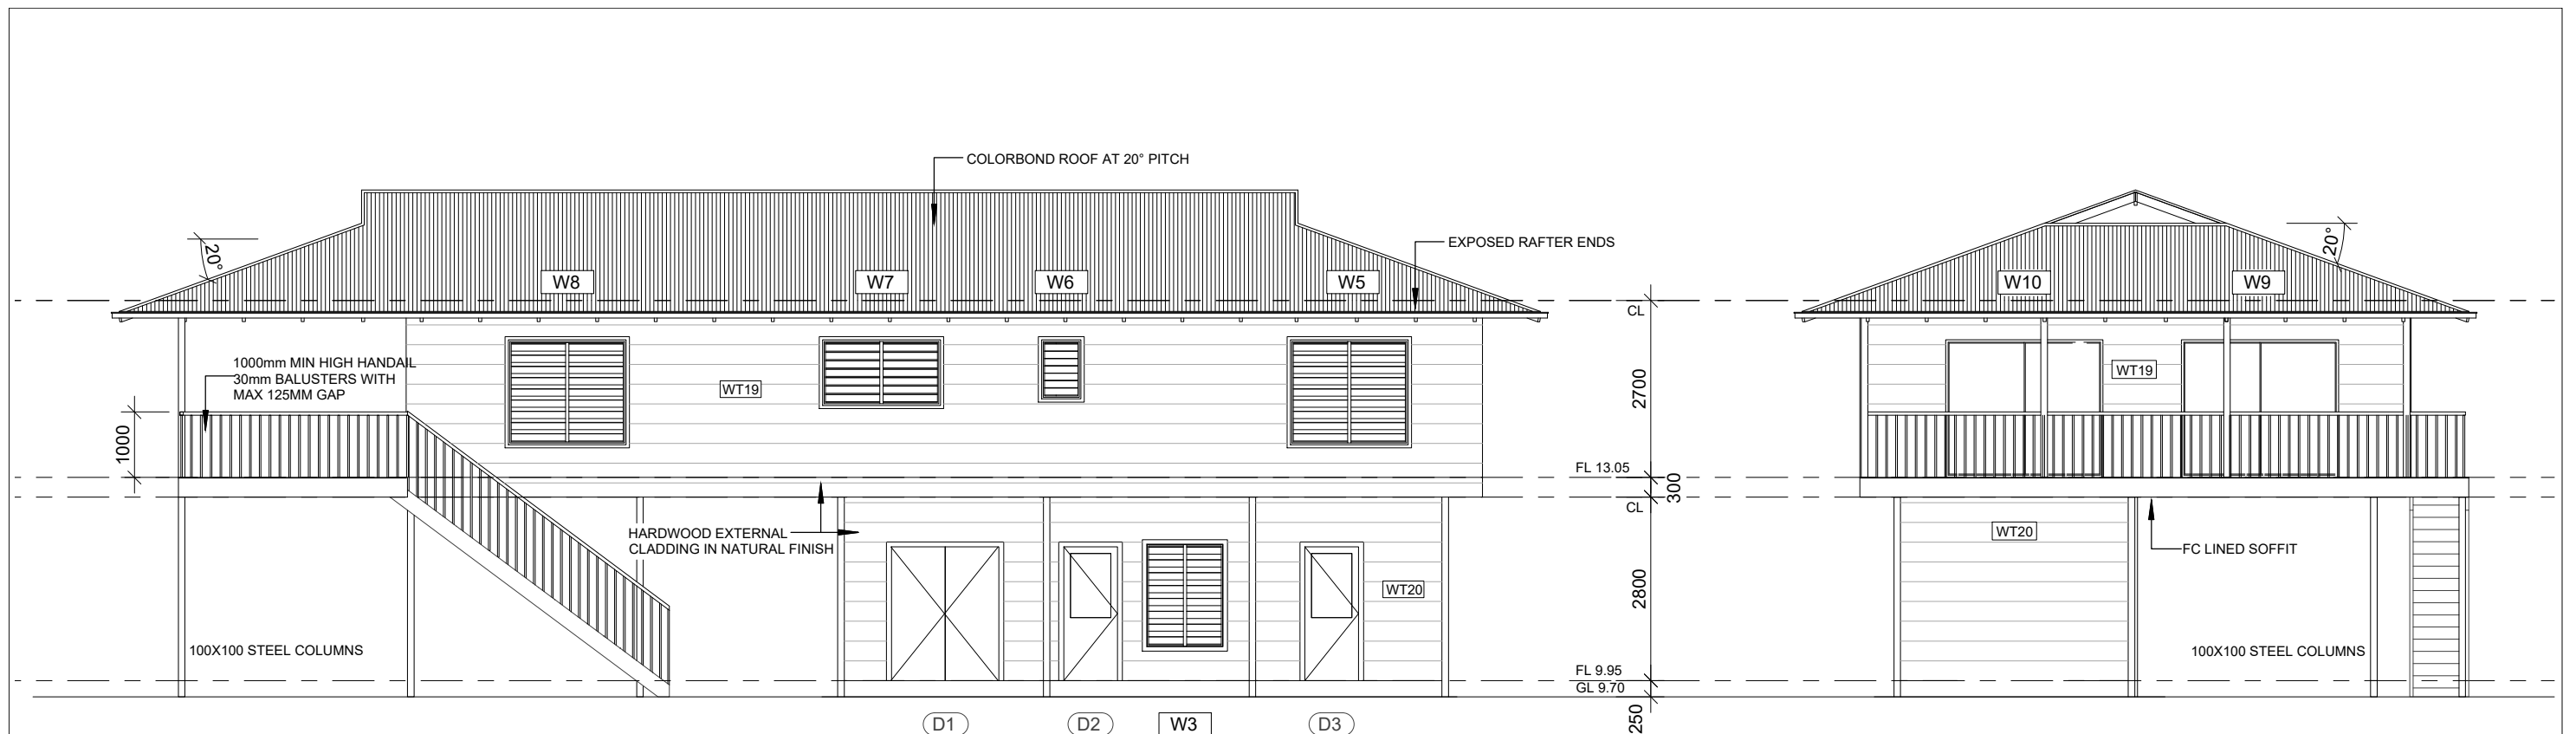 COLORBOND ROOF AT 20° PITCH
20°
EXPOSED RAFTER ENDS
W8
W7
W6
W5
CL
1000mm MIN HIGH HANDAIL
30mm BALUSTERS WITH
MAX 125MM GAP
WT19
1000
2700
FL 13.05
300
CL
HARDWOOD EXTERNAL
CLADDING IN NATURAL FINISH
WT20
2800
100X100 STEEL COLUMNS
FL 9.95
GL 9.70
250
D1
D2
W3
D3
20°
W10
W9
WT19
WT20
FC LINED SOFFIT
100X100 STEEL COLUMNS